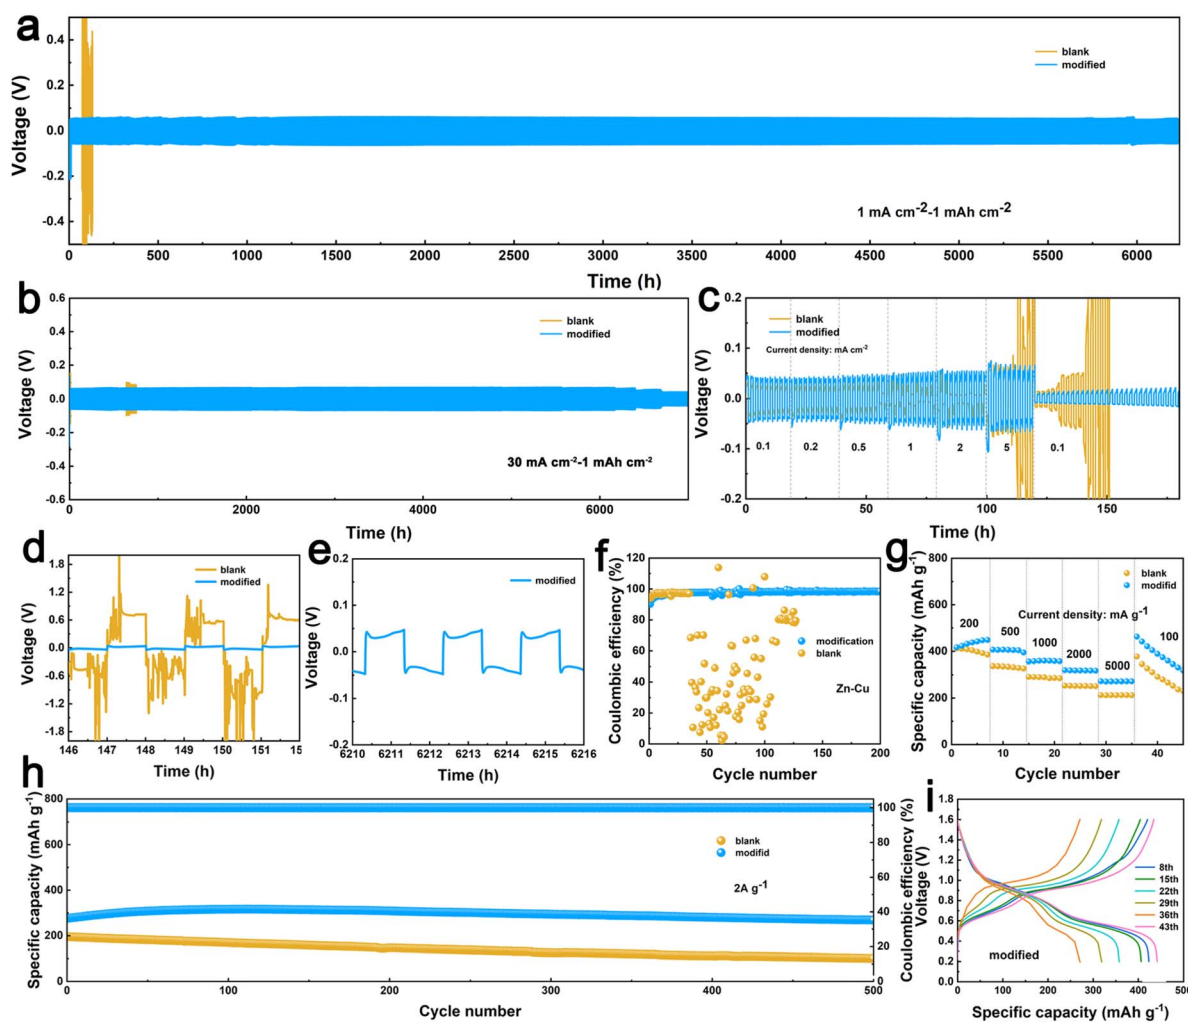 a
0.4
0.2
0.0
-0.2
-0.4
Voltage (V)
blank
modified
1 mA cm-2-1 mAh cm-2
0 500 1000 1500 2000 2500 3000 3500 4000 4500 5000 5500 6000
Time (h)
b
0.6
0.4
0.2
0.0
-0.2
-0.4
-0.6
Voltage (V)
blank
modified
30 mA cm-2-1 mAh cm-2
0 2000 4000 6000
Time (h)
c
0.2
0.1
0.0
-0.1
-0.2
Voltage (V)
blank
modified
Current density: mA cm-2
0.1 0.2 0.5 1 2 5 0.1
0 50 100 150
Time (h)
d
1.8
1.2
0.6
0.0
-0.6
-1.2
-1.8
Voltage (V)
blank
modified
146 147 148 149 150 151 15
Time (h)
e
0.2
0.1
0.0
-0.1
-0.2
Voltage (V)
modified
6210 6211 6212 6213 6214 6215 6216
Time (h)
f
120
100
80
60
40
20
0
Coulombic efficiency (%)
modification
blank
Zn-Cu
0 50 100 150 200
Cycle number
g
800
600
400
200
0
Specific capacity (mAh g-1)
blank
modifid
Current density: mA g-1
200 500 1000 2000 5000 100
0 10 20 30 40
Cycle number
h
800
600
400
200
0
Specific capacity (mAh g-1)
blank
modifid
2A g-1
100
80
60
40
20
0
Coulombic efficiency (%)
0 100 200 300 400 500
Cycle number
i
1.8
1.6
1.4
1.2
1.0
0.8
0.6
0.4
0.2
0.0
Voltage (V)
8th
15th
22th
29th
36th
43th
modified
0 100 200 300 400 500
Specific capacity (mAh g-1)